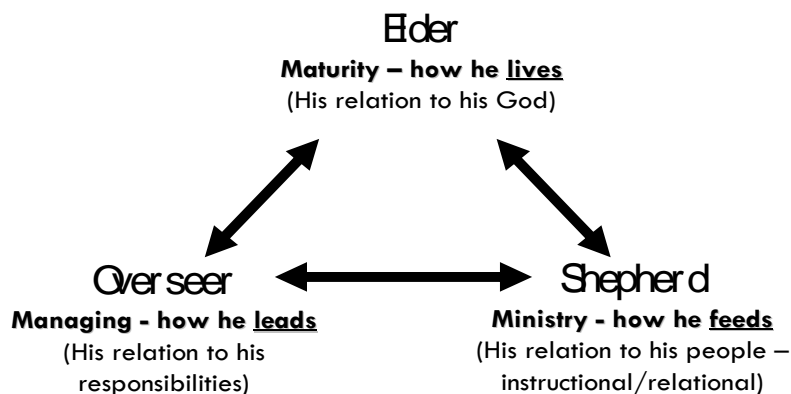 Elder
Maturity – how he lives
(His relation to his God)
Overseer
Managing - how he leads
(His relation to his
responsibilities)
Shepherd
Ministry - how he feeds
(His relation to his people –
instructional/relational)